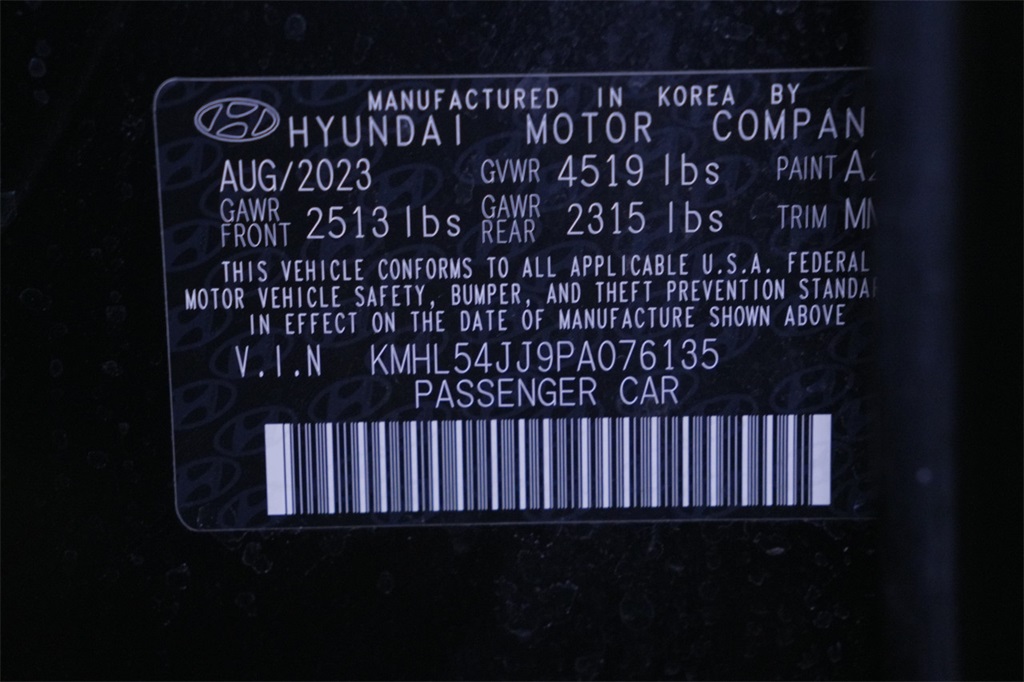 MANUFACTURED IN KOREA BY
HYUNDAI MOTOR COMPAN
AUG/2023 GVWR 4519 lbs PAINT A
GAWR FRONT 2513 lbs GAWR REAR 2315 lbs TRIM
THIS VEHICLE CONFORMS TO ALL APPLICABLE U.S.A. FEDERAL
MOTOR VEHICLE SAFETY, BUMPER, AND THEFT PREVENTION STANDA
IN EFFECT ON THE DATE OF MANUFACTURE SHOWN ABOVE
V.I.N KMHL54JJ9PA076135
PASSENGER CAR